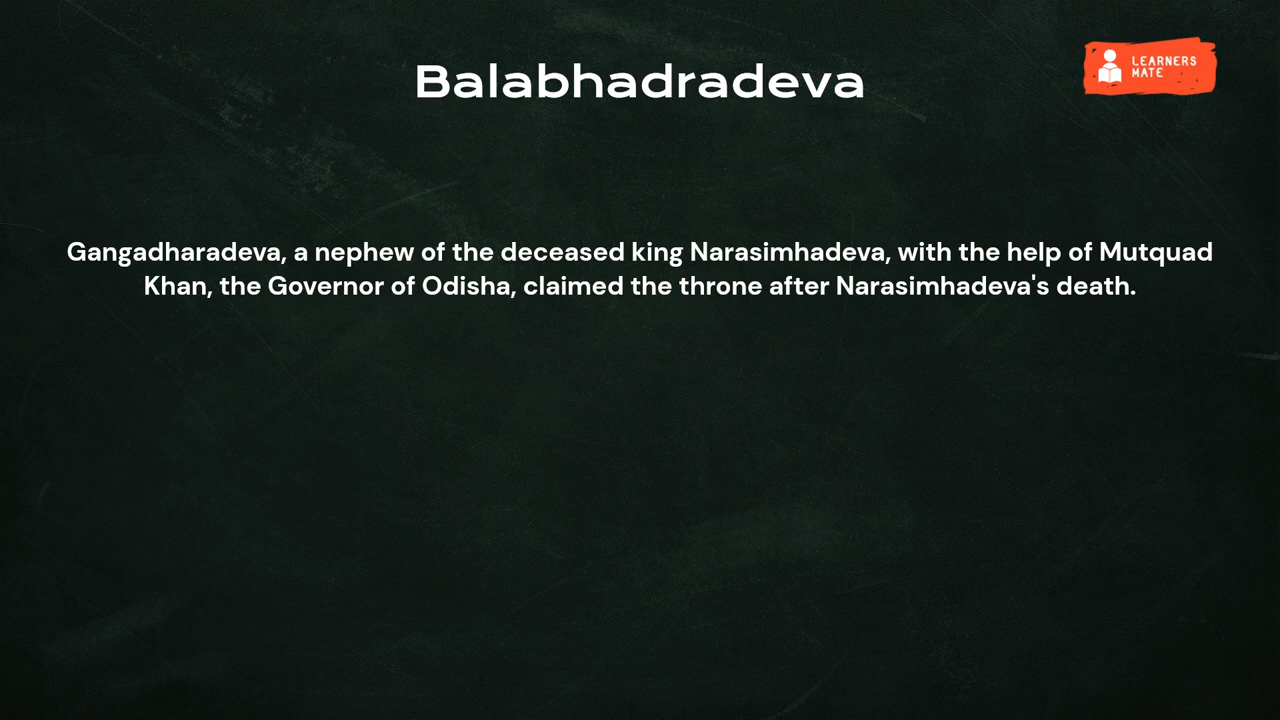 Balabhadradeva
LEARNERS
MATE
Gangadharadeva, a nephew of the deceased king Narasimhadeva, with the help of Mutquad
Khan, the Governor of Odisha, claimed the throne after Narasimhadeva's death.